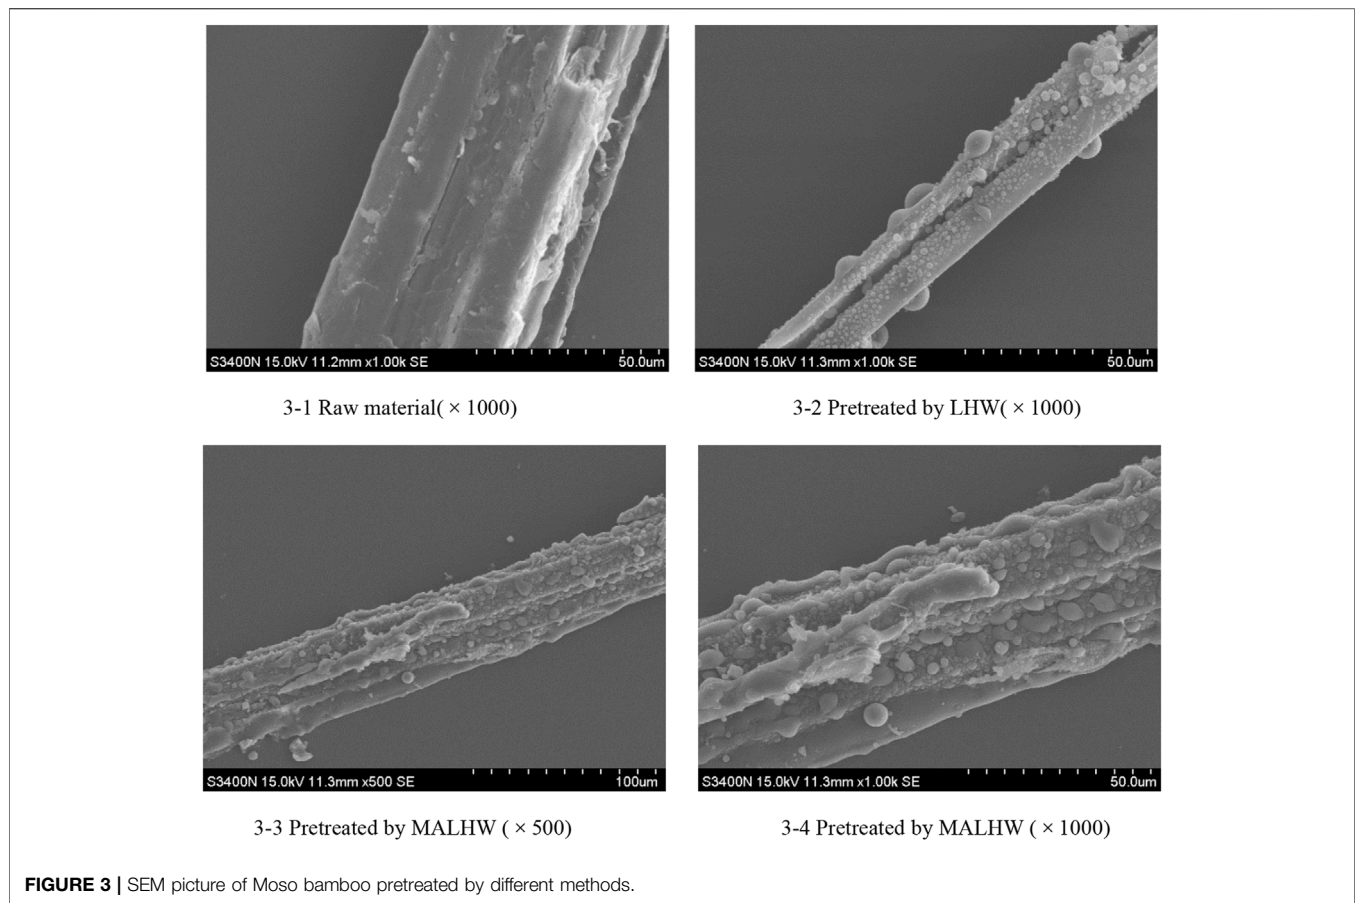 S3400N 15.0kV 11.2mm x1.00k SE 50.0um
S3400N 15.0kV 11.3mm x1.00k SE 50.0um
3-1 Raw material( × 1000)
3-2 Pretreated by LHW( × 1000)
S3400N 15.0kV 11.3mm x500 SE 100um
S3400N 15.0kV 11.3mm x1.00k SE 50.0um
3-3 Pretreated by MALHW ( × 500)
3-4 Pretreated by MALHW ( × 1000)
FIGURE 3 | SEM picture of Moso bamboo pretreated by different methods.